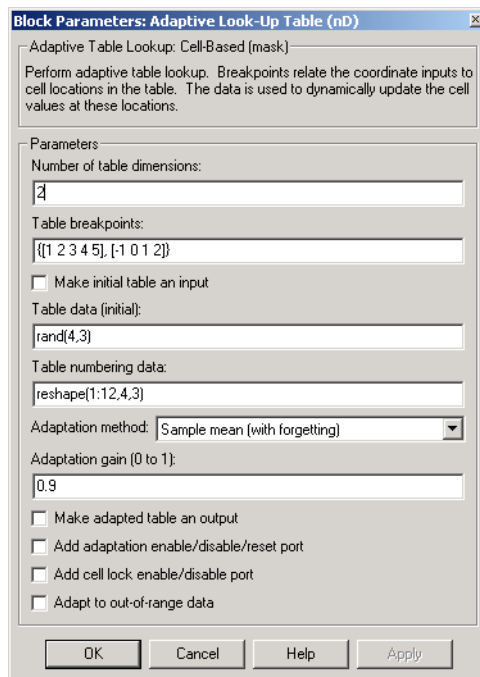 Block Parameters: Adaptive Look-Up Table (nD)
Adaptive Table Lookup: Cell-Based (mask)
Perform adaptive table lookup. Breakpoints relate the coordinate inputs to
cell locations in the table. The data is used to dynamically update the cell
values at these locations.
Parameters
Number of table dimensions:
2
Table breakpoints:
{[1 2 3 4 5], [-1 0 1 2]}
Make initial table an input
Table data (initial):
rand(4,3)
Table numbering data:
reshape(1:12,4,3)
Adaptation method: Sample mean (with forgetting)
Adaptation gain (0 to 1):
0.9
Make adapted table an output
Add adaptation enable/disable/reset port
Add cell lock enable/disable port
Adapt to out-of-range data
OK Cancel Help Apply